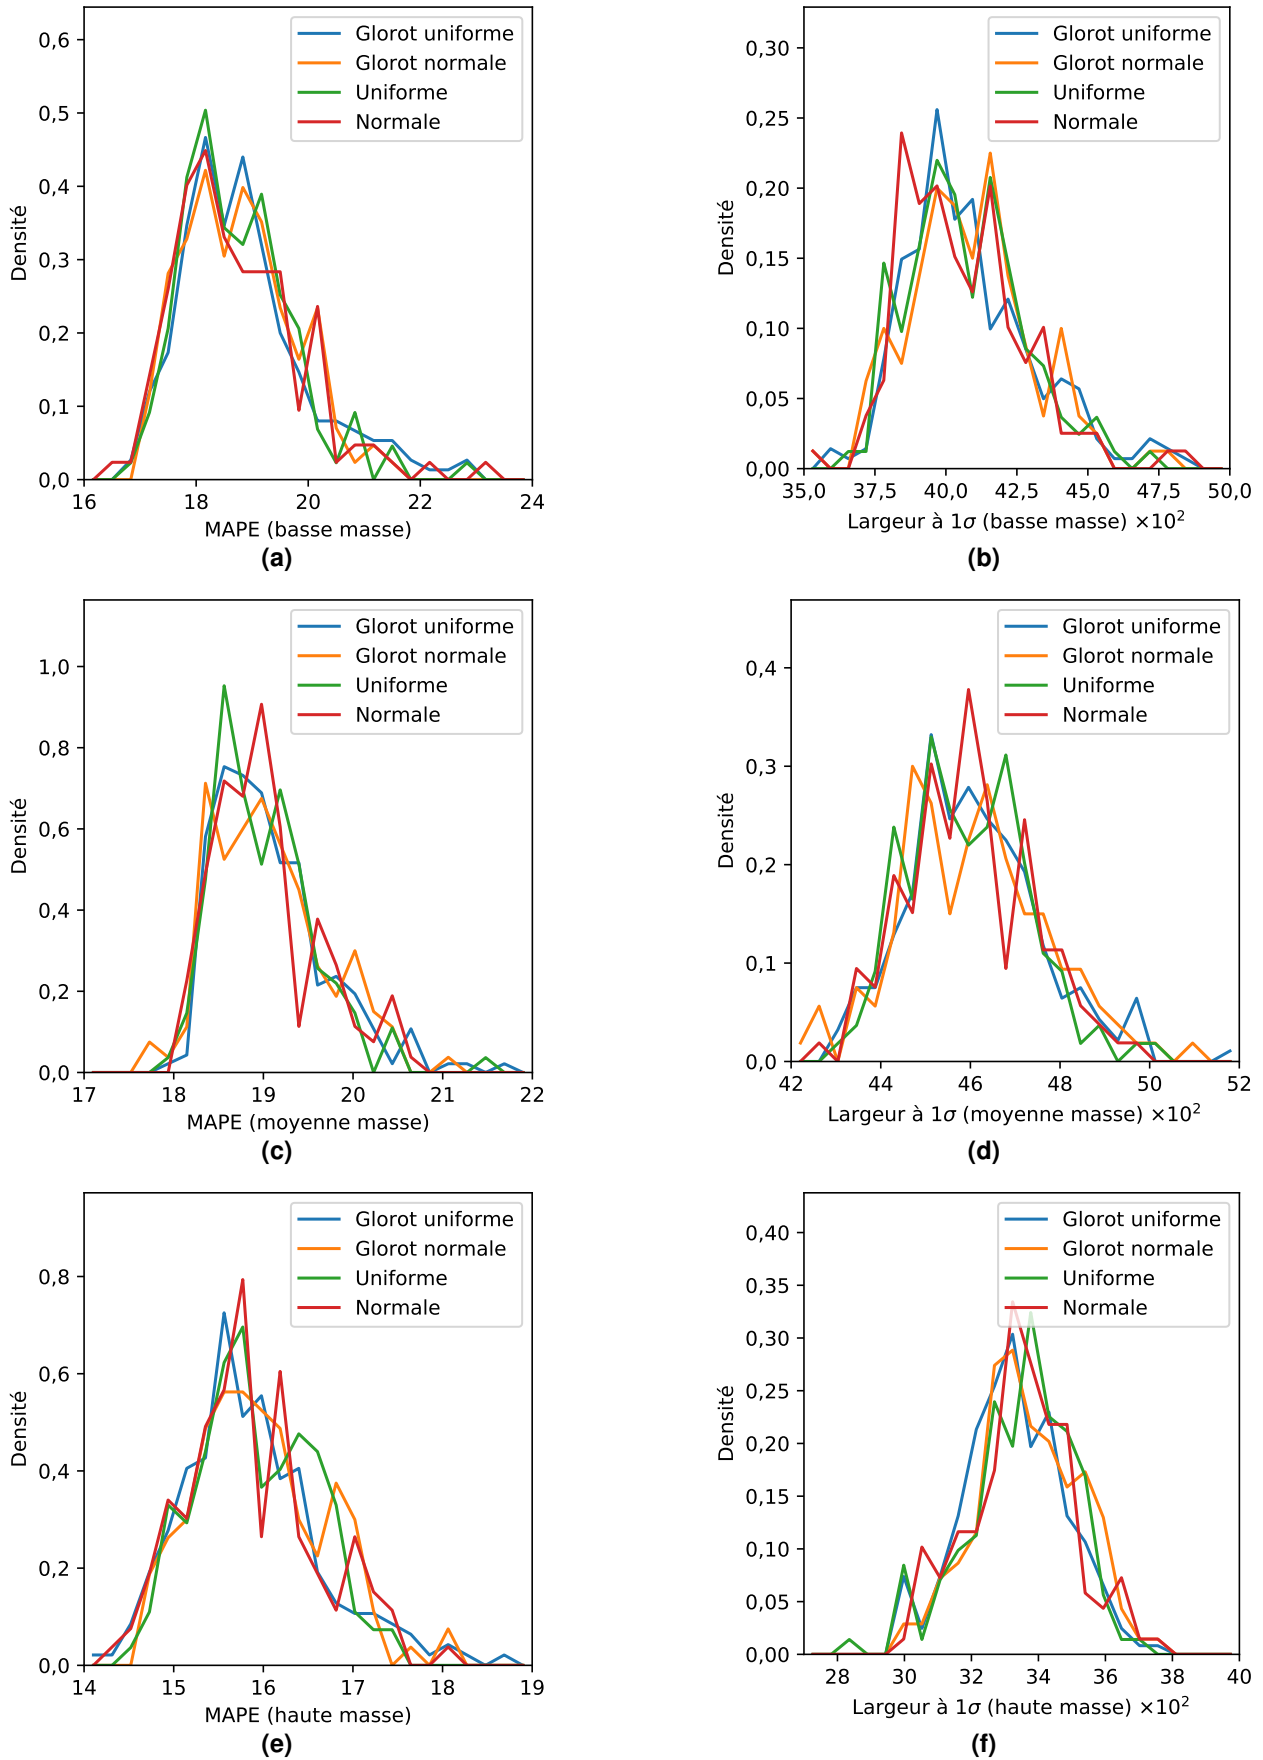 Glorot uniforme
Glorot normale
Uniforme
Normale
0,6
0,5
0,4
0,3
0,2
0,1
0,0
Densité
16 18 20 22 24
MAPE (basse masse)
(a)
Glorot uniforme
Glorot normale
Uniforme
Normale
0,30
0,25
0,20
0,15
0,10
0,05
0,00
Densité
35,0 37,5 40,0 42,5 45,0 47,5 50,0
Largeur à 1σ (basse masse) ×10²
(b)
Glorot uniforme
Glorot normale
Uniforme
Normale
1,0
0,8
0,6
0,4
0,2
0,0
Densité
17 18 19 20 21 22
MAPE (moyenne masse)
(c)
Glorot uniforme
Glorot normale
Uniforme
Normale
0,4
0,3
0,2
0,1
0,0
Densité
42 44 46 48 50 52
Largeur à 1σ (moyenne masse) ×10²
(d)
Glorot uniforme
Glorot normale
Uniforme
Normale
0,8
0,6
0,4
0,2
0,0
Densité
14 15 16 17 18 19
MAPE (haute masse)
(e)
Glorot uniforme
Glorot normale
Uniforme
Normale
0,40
0,35
0,30
0,25
0,20
0,15
0,10
0,05
0,00
Densité
28 30 32 34 36 38 40
Largeur à 1σ (haute masse) ×10²
(f)